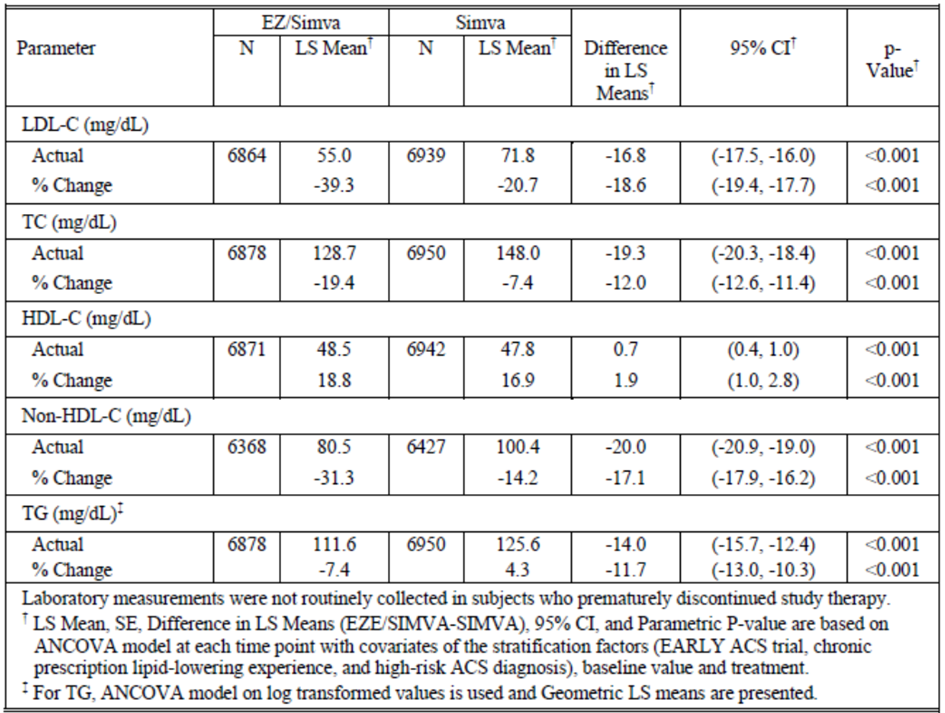 EZ/Simva Simva
Parameter N LS Mean† N LS Mean† Difference in LS Means† 95% CI† p-Value†
LDL-C (mg/dL)
Actual 6864 55.0 6939 71.8 -16.8 (-17.5, -16.0) <0.001
% Change -39.3 -20.7 -18.6 (-19.4, -17.7) <0.001
TC (mg/dL)
Actual 6878 128.7 6950 148.0 -19.3 (-20.3, -18.4) <0.001
% Change -19.4 -7.4 -12.0 (-12.6, -11.4) <0.001
HDL-C (mg/dL)
Actual 6871 48.5 6942 47.8 0.7 (0.4, 1.0) <0.001
% Change 18.8 16.9 1.9 (1.0, 2.8) <0.001
Non-HDL-C (mg/dL)
Actual 6368 80.5 6427 100.4 -20.0 (-20.9, -19.0) <0.001
% Change -31.3 -14.2 -17.1 (-17.9, -16.2) <0.001
TG (mg/dL)‡
Actual 6878 111.6 6950 125.6 -14.0 (-15.7, -12.4) <0.001
% Change -7.4 4.3 -11.7 (-13.0, -10.3) <0.001
Laboratory measurements were not routinely collected in subjects who prematurely discontinued study therapy.
† LS Mean, SE, Difference in LS Means (EZE/SIMVA-SIMVA), 95% CI, and Parametric P-value are based on
ANCOVA model at each time point with covariates of the stratification factors (EARLY ACS trial, chronic
prescription lipid-lowering experience, and high-risk ACS diagnosis), baseline value and treatment.
‡ For TG, ANCOVA model on log transformed values is used and Geometric LS means are presented.